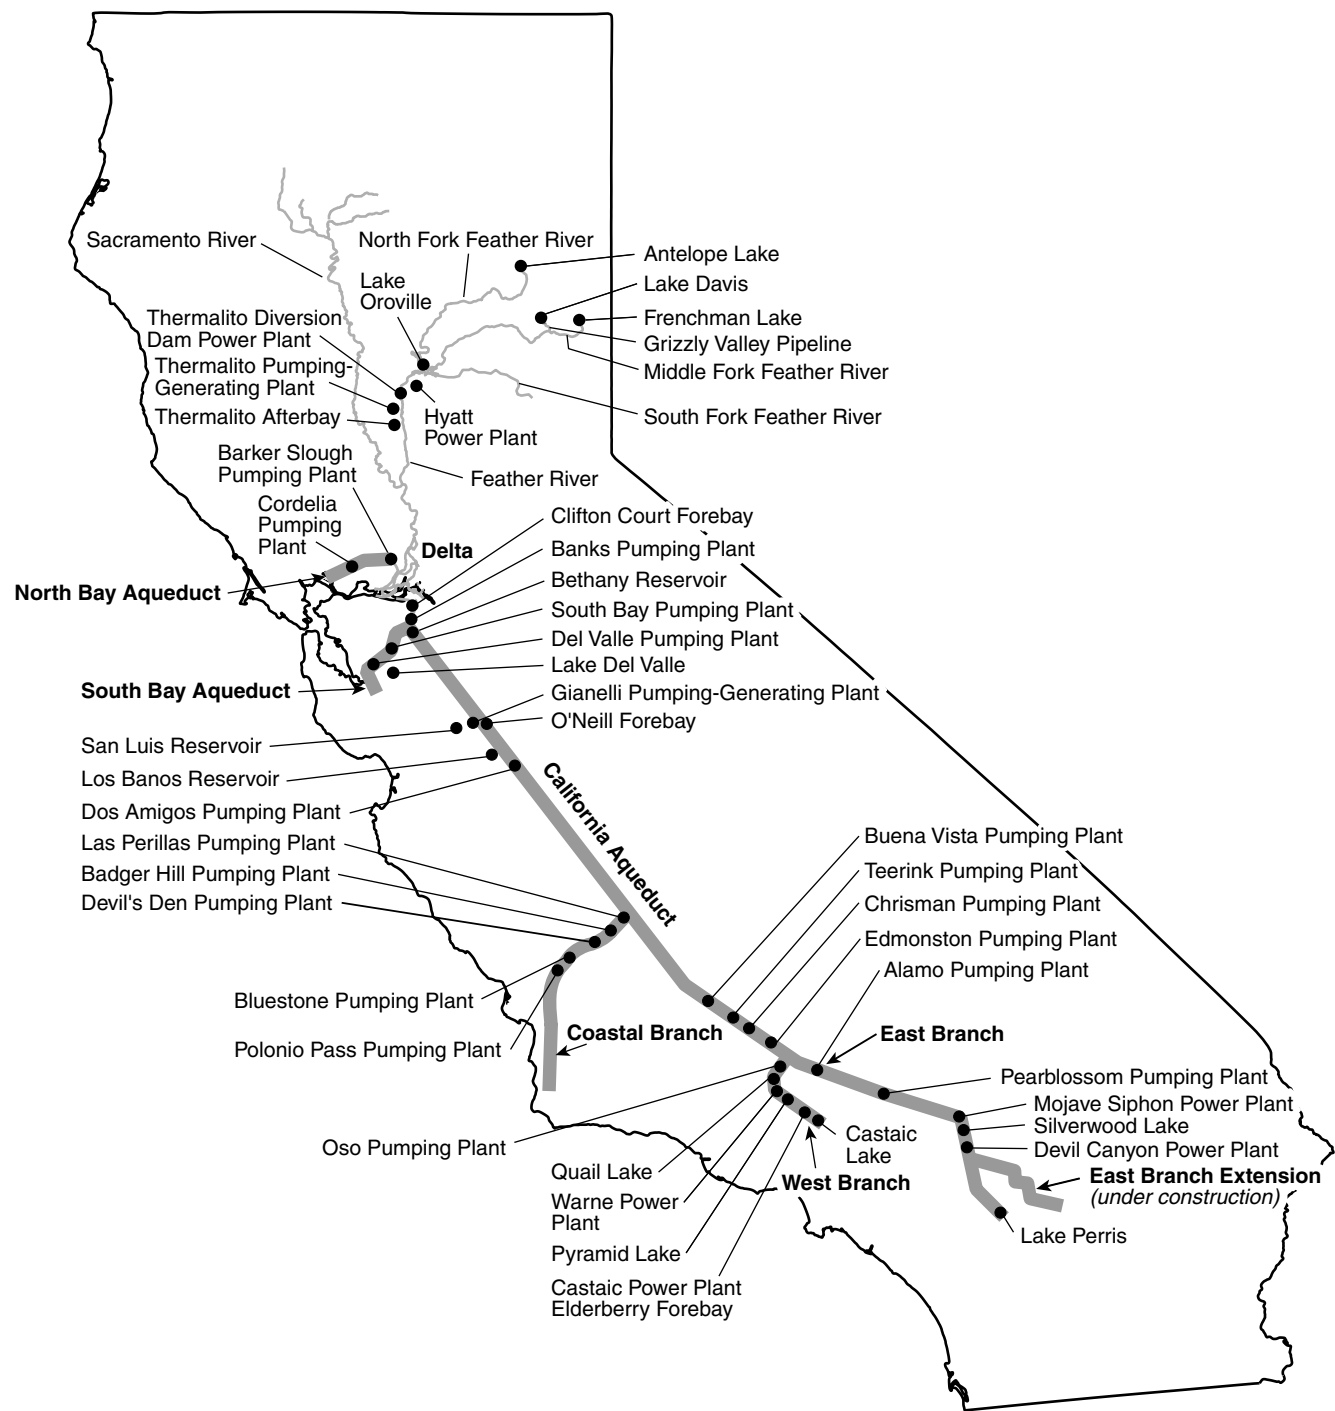 Sacramento River
North Fork Feather River
Antelope Lake
Lake
Oroville
Lake Davis
Thermalito Diversion
Dam Power Plant
Frenchman Lake
Grizzly Valley Pipeline
Thermalito Pumping-
Generating Plant
Middle Fork Feather River
Thermalito Afterbay
Hyatt
Power Plant
South Fork Feather River
Barker Slough
Pumping Plant
Feather River
Cordelia
Pumping
Plant
Clifton Court Forebay
Delta
Banks Pumping Plant
North Bay Aqueduct
Bethany Reservoir
South Bay Pumping Plant
Del Valle Pumping Plant
Lake Del Valle
South Bay Aqueduct
Gianelli Pumping-Generating Plant
O'Neill Forebay
San Luis Reservoir
Los Banos Reservoir
Dos Amigos Pumping Plant
California Aqueduct
Las Perillas Pumping Plant
Badger Hill Pumping Plant
Devil's Den Pumping Plant
Buena Vista Pumping Plant
Teerink Pumping Plant
Chrisman Pumping Plant
Edmonston Pumping Plant
Alamo Pumping Plant
Bluestone Pumping Plant
Coastal Branch
East Branch
Polonio Pass Pumping Plant
Pearblossom Pumping Plant
Mojave Siphon Power Plant
Silverwood Lake
Devil Canyon Power Plant
Oso Pumping Plant
Castaic
Lake
Quail Lake
West Branch
East Branch Extension
(under construction)
Warne Power
Plant
Lake Perris
Pyramid Lake
Castaic Power Plant
Elderberry Forebay